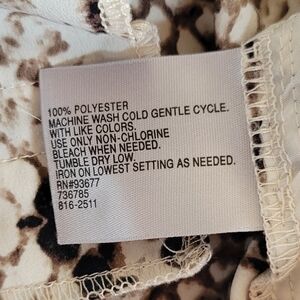 100% POLYESTER
MACHINE WASH COLD GENTLE CYCLE.
WITH LIKE COLORS.
USE ONLY NON-CHLORINE
BLEACH WHEN NEEDED.
TUMBLE DRY LOW.
IRON ON LOWEST SETTING AS NEEDED.
RN#93677
736785
816-2511